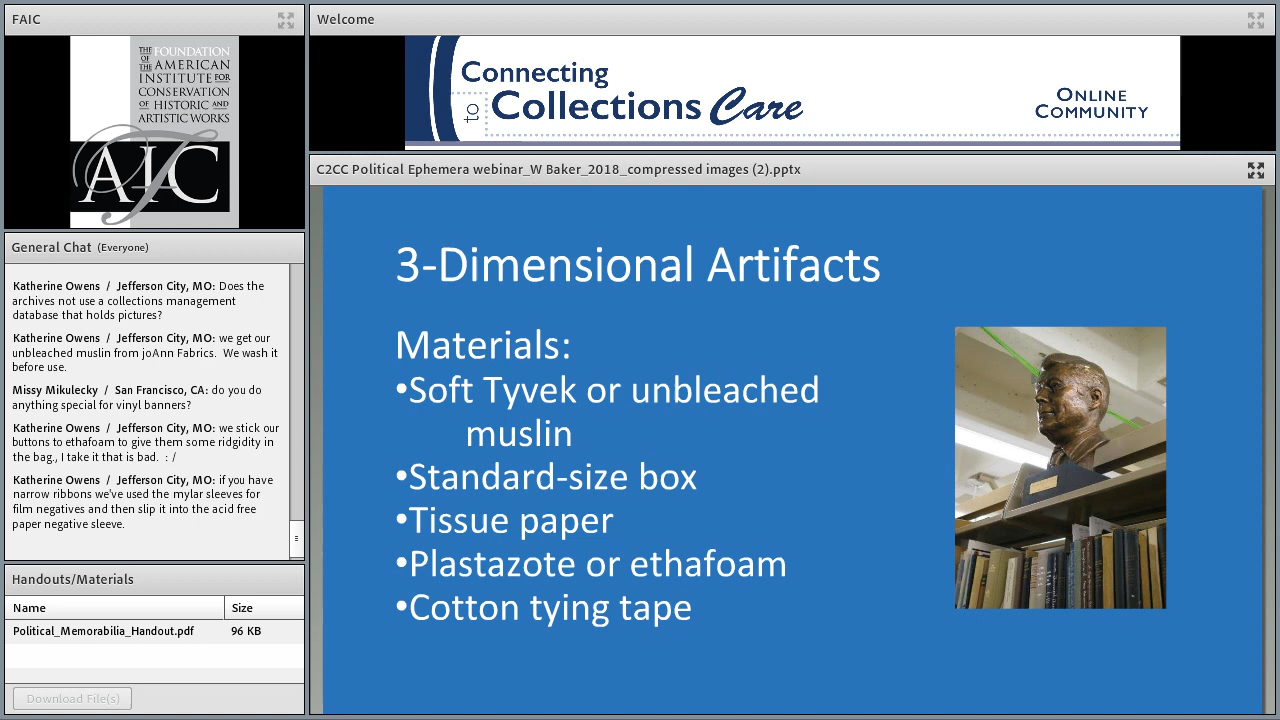 FAIC
THE FOUNDATION
OF THE AMERICAN
INSTITUTE FOR
CONSERVATION
OF HISTORIC AND
ARTISTIC WORKS
AIC
General Chat (Everyone)
Katherine Owens / Jefferson City, MO: Does the
archives not use a collections management
database that holds pictures?
Katherine Owens / Jefferson City, MO: we get our
unbleached muslin from joAnn Fabrics. We wash it
before use.
Missy Mikulecky / San Francisco, CA: do you do
anything special for vinyl banners?
Katherine Owens / Jefferson City, MO: we stick our
buttons to ethafoam to give them some ridgidity in
the bag., I take it that is bad. : /
Katherine Owens / Jefferson City, MO: if you have
narrow ribbons we've used the mylar sleeves for
film negatives and then slip it into the acid free
paper negative sleeve.
Handouts/Materials
Name Size
Political_Memorabilia_Handout.pdf 96 KB
Download File(s)
Welcome
Connecting
to Collections Care
ONLINE
COMMUNITY
C2CC Political Ephemera webinar_W Baker_2018_compressed images (2).pptx
3-Dimensional Artifacts
Materials:
•Soft Tyvek or unbleached
muslin
•Standard-size box
•Tissue paper
•Plastazote or ethafoam
•Cotton tying tape